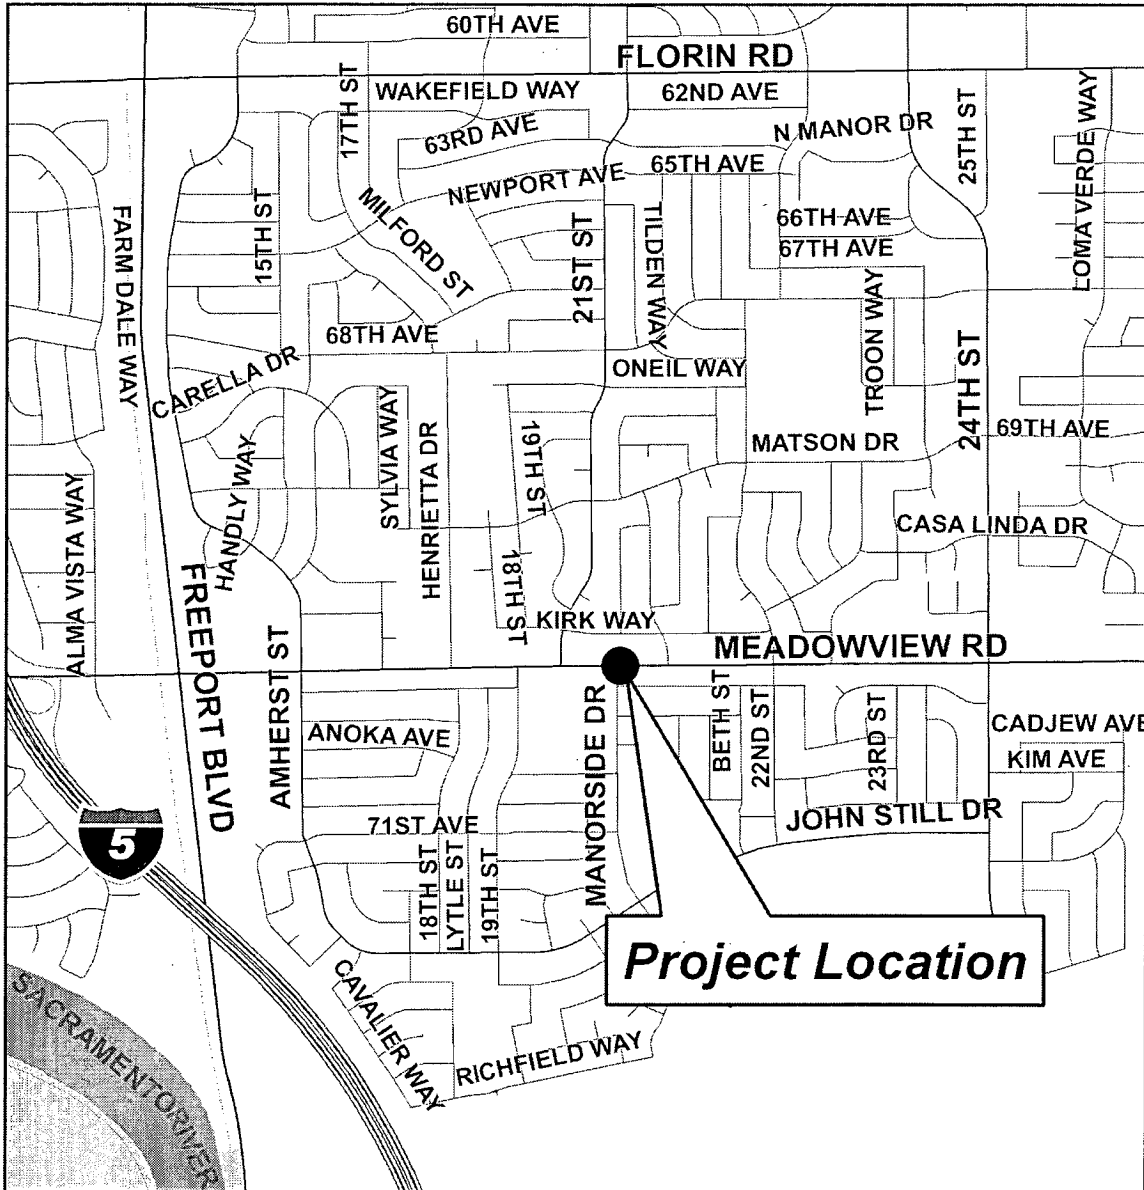 60TH AVE
FLORIN RD
WAKEFIELD WAY
62ND AVE
17TH ST
63RD AVE
N MANOR DR
25TH ST
LOMA VERDE WAY
65TH AVE
NEWPORT AVE
MILFORD ST
15TH ST
FARM DALE WAY
21ST ST
TILDEN WAY
66TH AVE
67TH AVE
68TH AVE
TROON WAY
24TH ST
CARELLA DR
ONEIL WAY
SYLVIA WAY
HENRIETTA DR
19TH ST
MATSON DR
69TH AVE
HANDLY WAY
ALMA VISTA WAY
CASA LINDA DR
18TH ST
FREEPORT BLVD
KIRK WAY
MEADOWVIEW RD
AMHERST ST
ANOKA AVE
MANORSIDE DR
BETH ST
22ND ST
23RD ST
CADJEW AVE
KIM AVE
5
71ST AVE
JOHN STILL DR
18TH ST
LYTLE ST
19TH ST
Project Location
CAVALIER WAY
RICHFIELD WAY
SACRAMENTO RIVER